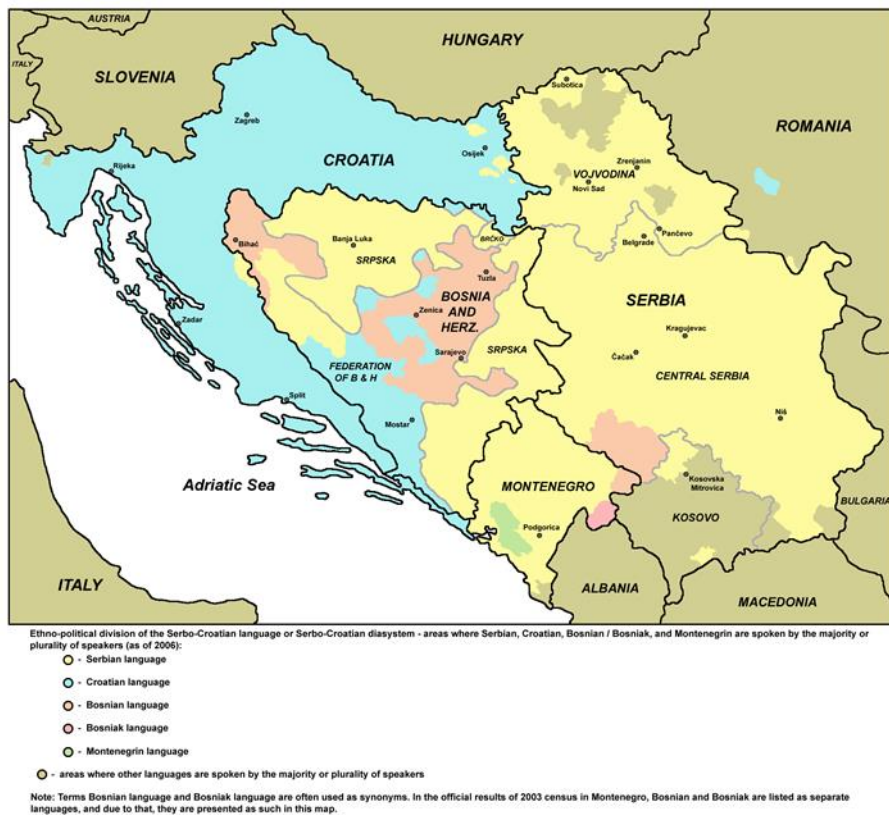 AUSTRIA
HUNGARY
ITALY
SLOVENIA
Subotica
ROMANIA
Zagreb
CROATIA
Osijek
Rijeka
Zrenjanin
VOJVODINA
Novi Sad
BRČKO
Pančevo
Belgrade
Bihać
Banja Luka
SRPSKA
Tuzla
BOSNIA
AND
HERZ.
SERBIA
Zenica
Zadar
Kragujevac
Sarajevo
SRPSKA
Čačak
FEDERATION
OF B & H
CENTRAL SERBIA
Split
Mostar
Niš
Adriatic Sea
MONTENEGRO
Kosovska
Mitrovica
BULGARIA
KOSOVO
Podgorica
ITALY
ALBANIA
MACEDONIA
Ethno-political division of the Serbo-Croatian language or Serbo-Croatian diasystem - areas where Serbian, Croatian, Bosnian / Bosniak, and Montenegrin are spoken by the majority or
plurality of speakers (as of 2006):
- Serbian language
- Croatian language
- Bosnian language
- Bosniak language
- Montenegrin language
- areas where other languages are spoken by the majority or plurality of speakers
Note: Terms Bosnian language and Bosniak language are often used as synonyms. In the official results of 2003 census in Montenegro, Bosnian and Bosniak are listed as separate
languages, and due to that, they are presented as such in this map.